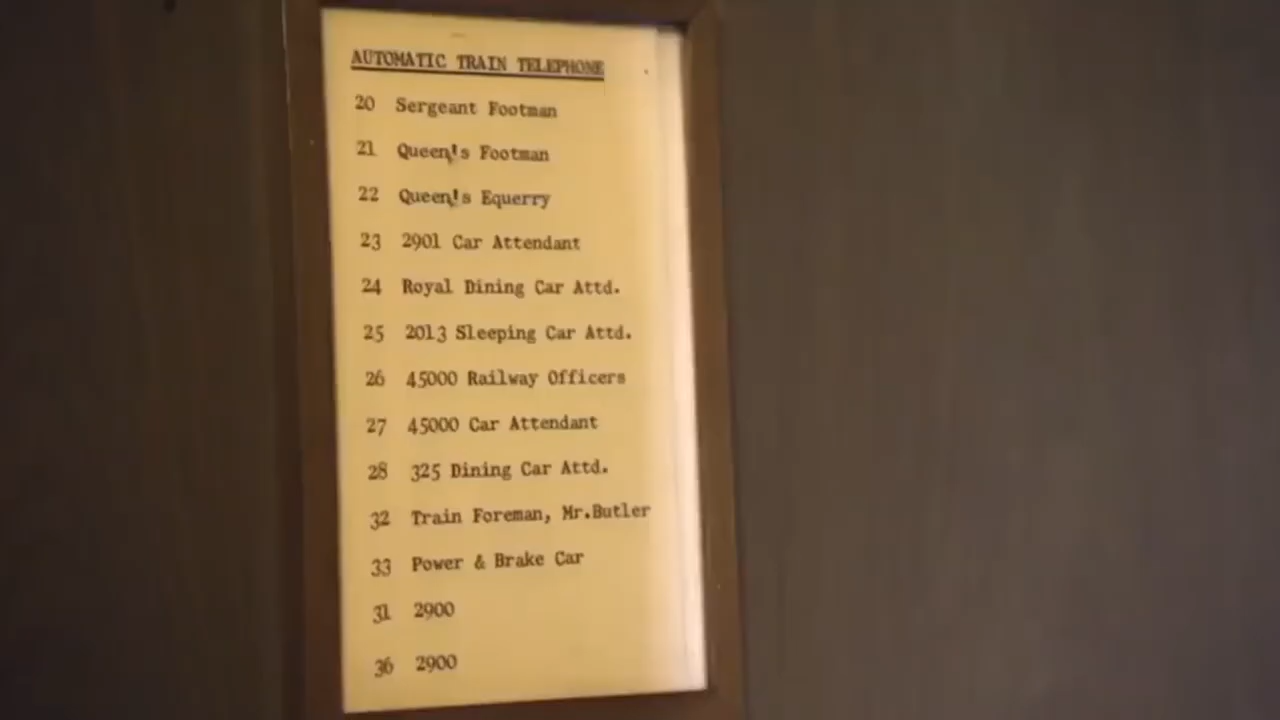 AUTOMATIC TRAIN TELEPHONE
20 Sergeant Footman
21 Queen's Footman
22 Queen's Equerry
23 2901 Car Attendant
24 Royal Dining Car Attd.
25 2013 Sleeping Car Attd.
26 45000 Railway Officers
27 45000 Car Attendant
28 325 Dining Car Attd.
32 Train Foreman, Mr.Butler
33 Power & Brake Car
31 2900
36 2900